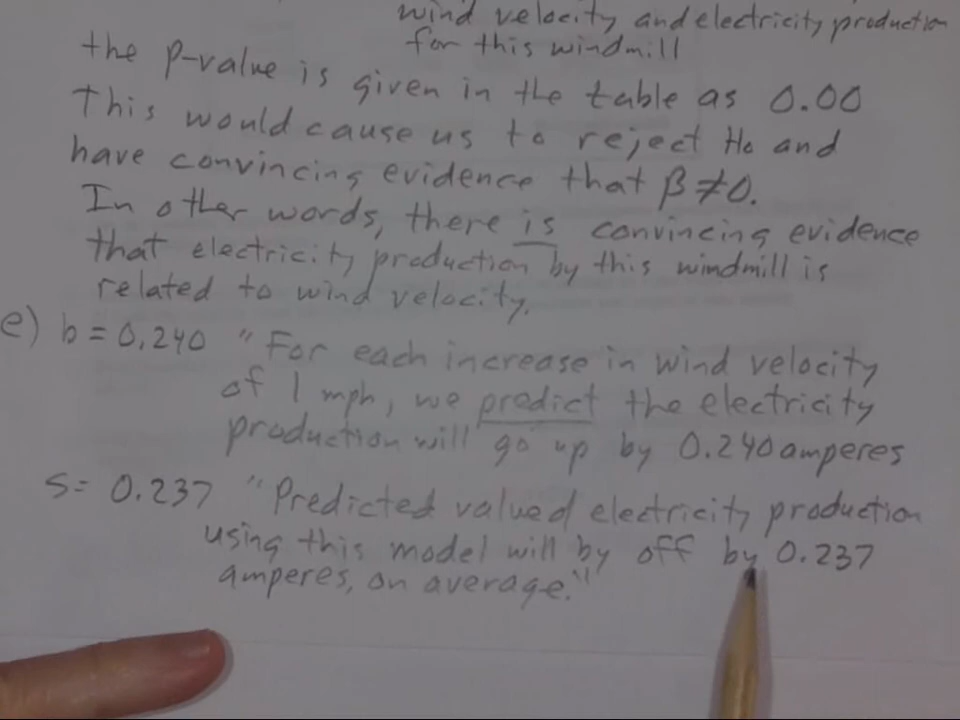 wind velocity and electricity production
for this windmill
the p-value is given in the table as 0.00
This would cause us to reject Ho and
have convincing evidence that β≠0.
In other words, there is convincing evidence
that electricity production by this windmill is
related to wind velocity.
e) b = 0.240 "For each increase in wind velocity
of 1 mph, we predict the electricity
production will go up by 0.240 amperes
s = 0.237 "Predicted valued electricity production
using this model will by off by 0.237
amperes, on average."